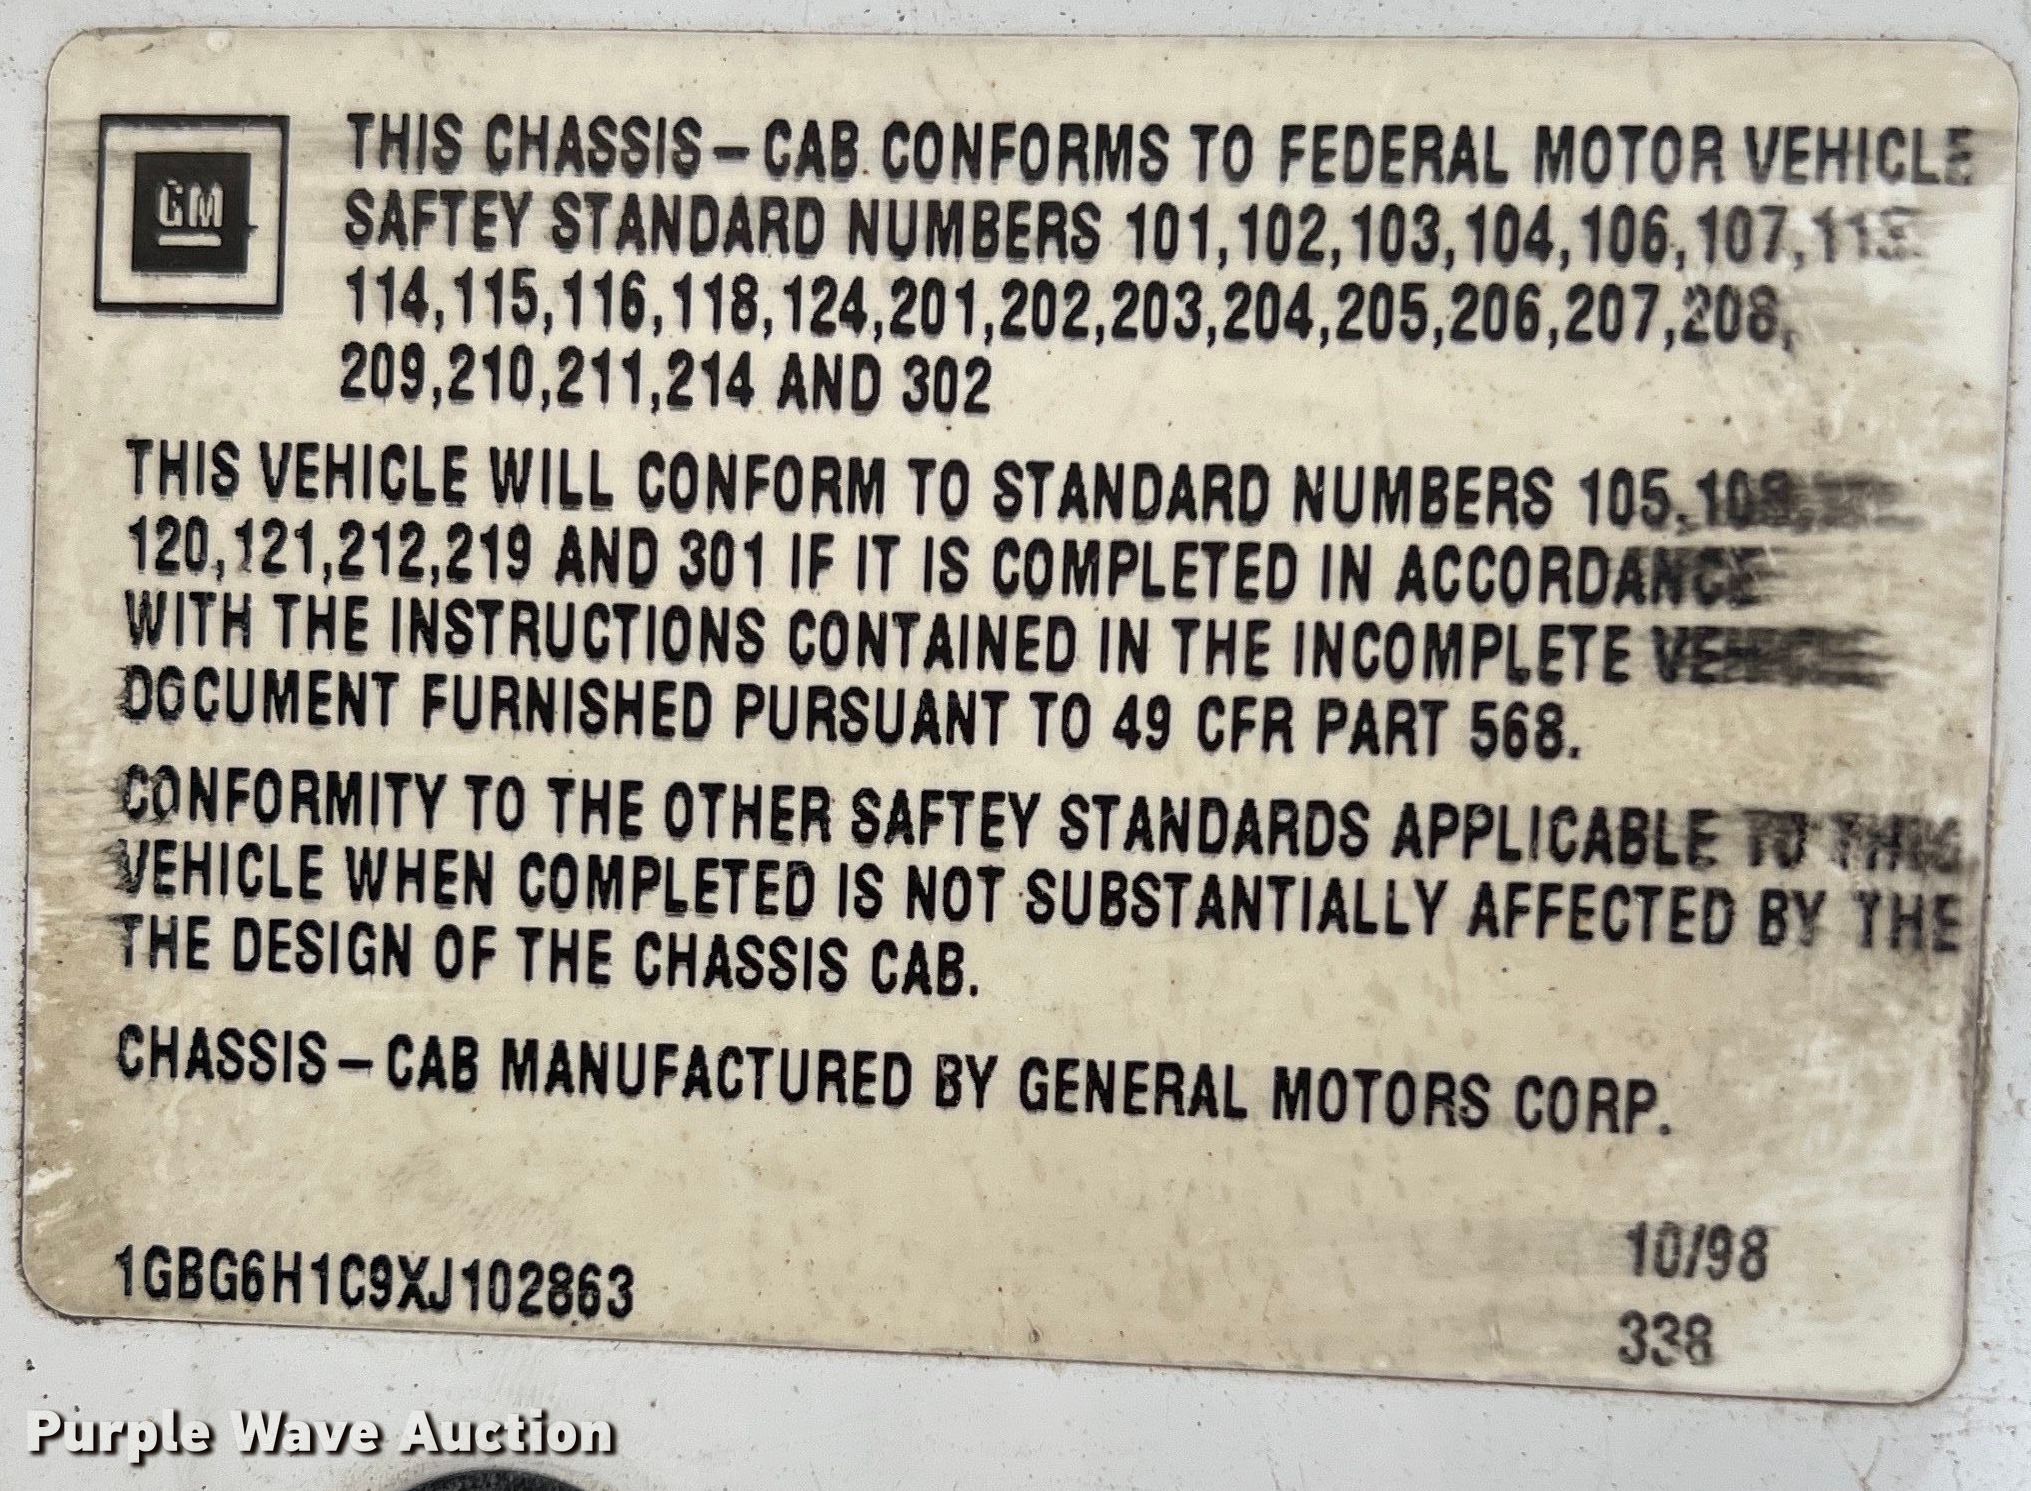 GM
THIS CHASSIS – CAB CONFORMS TO FEDERAL MOTOR VEHICLE
SAFTEY STANDARD NUMBERS 101,102,103,104,106,107,
114,115,116,118,124,201,202,203,204,205,206,207,208,
209,210,211,214 AND 302
THIS VEHICLE WILL CONFORM TO STANDARD NUMBERS 105,108,
120,121,212,219 AND 301 IF IT IS COMPLETED IN ACCORDANCE
WITH THE INSTRUCTIONS CONTAINED IN THE INCOMPLETE VEHICLE
DOCUMENT FURNISHED PURSUANT TO 49 CFR PART 568.
CONFORMITY TO THE OTHER SAFTEY STANDARDS APPLICABLE TO THIS
VEHICLE WHEN COMPLETED IS NOT SUBSTANTIALLY AFFECTED BY THE
THE DESIGN OF THE CHASSIS CAB.
CHASSIS – CAB MANUFACTURED BY GENERAL MOTORS CORP.
10/98
1GBG6H1C9XJ102863
338
Purple Wave Auction